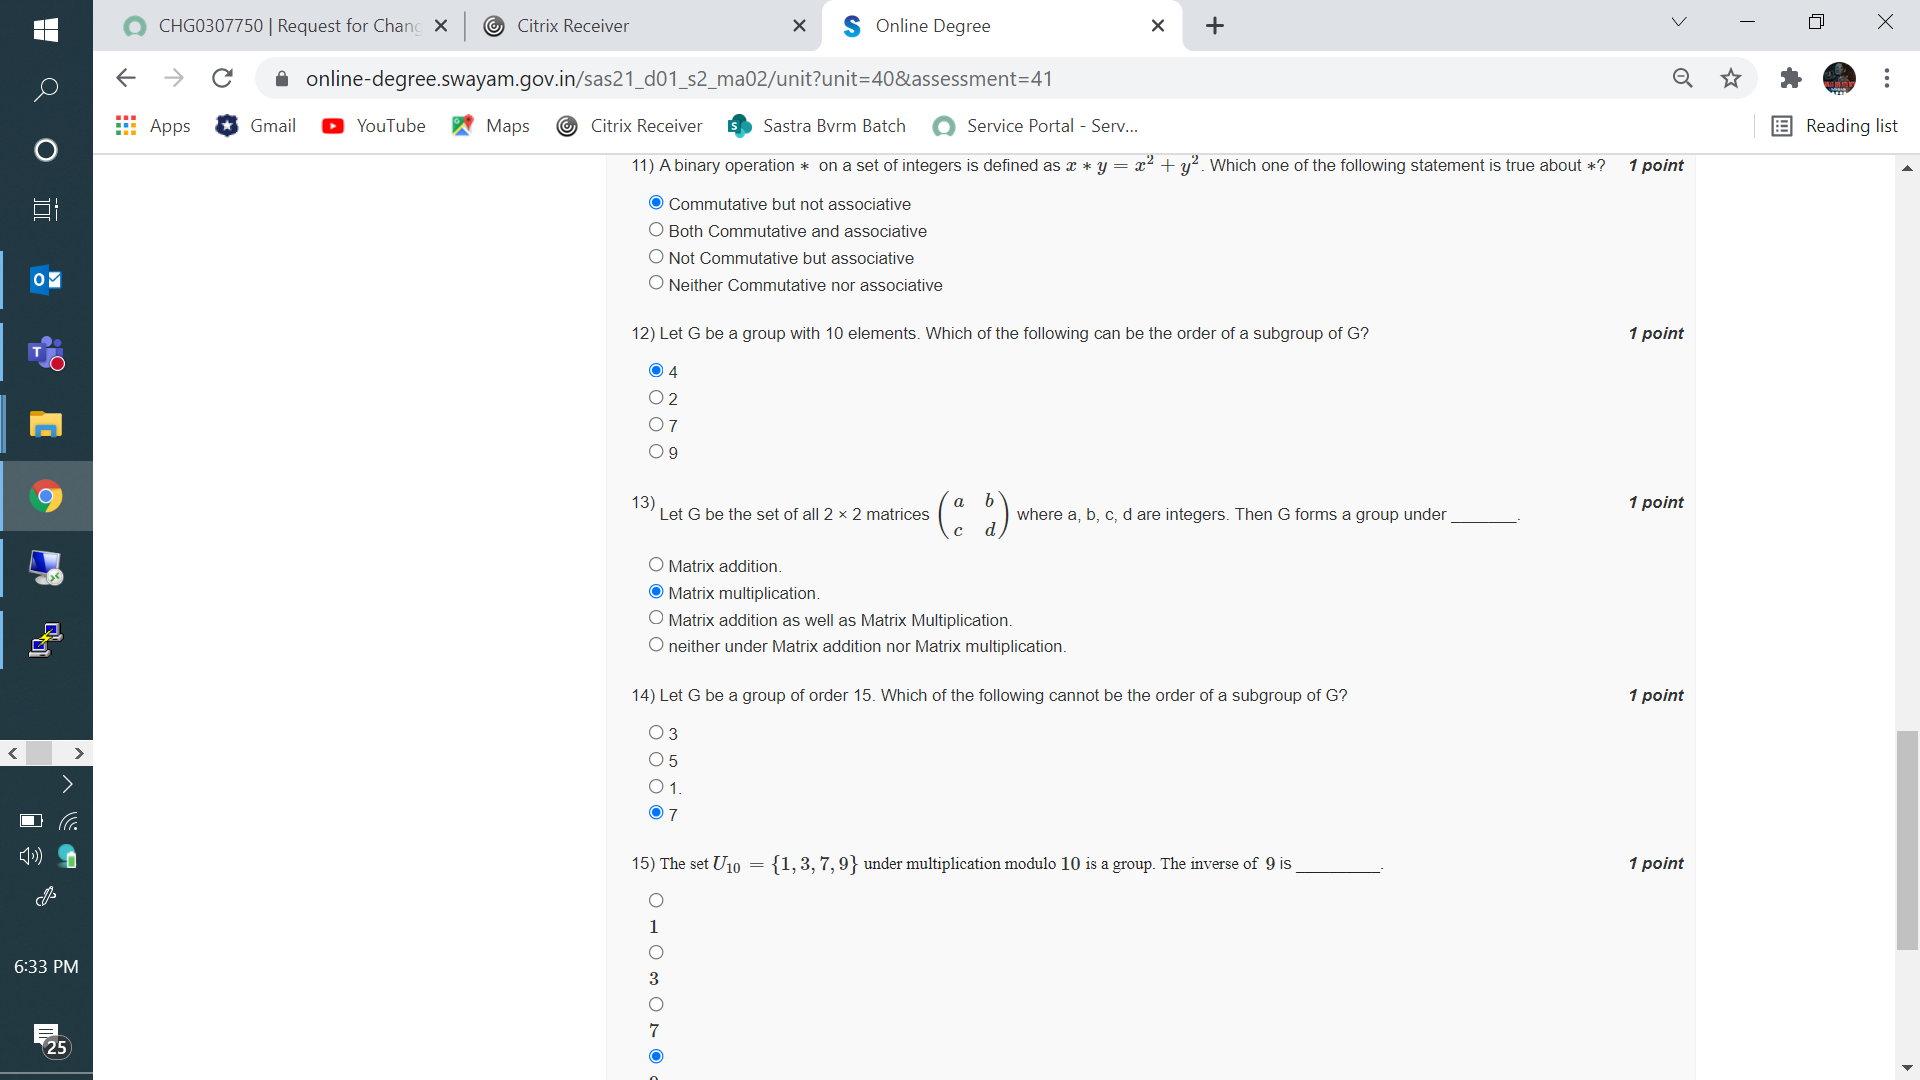 CHG0307750 | Request for Chang
Citrix Receiver
Online Degree
online-degree.swayam.gov.in/sas21_d01_s2_ma02/unit?unit=40&assessment=41
Apps
Gmail
YouTube
Maps
Citrix Receiver
Sastra Bvrm Batch
Service Portal - Serv...
Reading list
11) A binary operation ∗ on a set of integers is defined as x ∗ y = x² + y². Which one of the following statement is true about ∗? 1 point
Commutative but not associative
Both Commutative and associative
Not Commutative but associative
Neither Commutative nor associative
12) Let G be a group with 10 elements. Which of the following can be the order of a subgroup of G? 1 point
4
2
7
9
13) Let G be the set of all 2 × 2 matrices (a b
c d) where a, b, c, d are integers. Then G forms a group under _______. 1 point
Matrix addition.
Matrix multiplication.
Matrix addition as well as Matrix Multiplication.
neither under Matrix addition nor Matrix multiplication.
14) Let G be a group of order 15. Which of the following cannot be the order of a subgroup of G? 1 point
3
5
1.
7
15) The set U₁₀ = {1, 3, 7, 9} under multiplication modulo 10 is a group. The inverse of 9 is _________. 1 point
1
3
7
6:33 PM
25